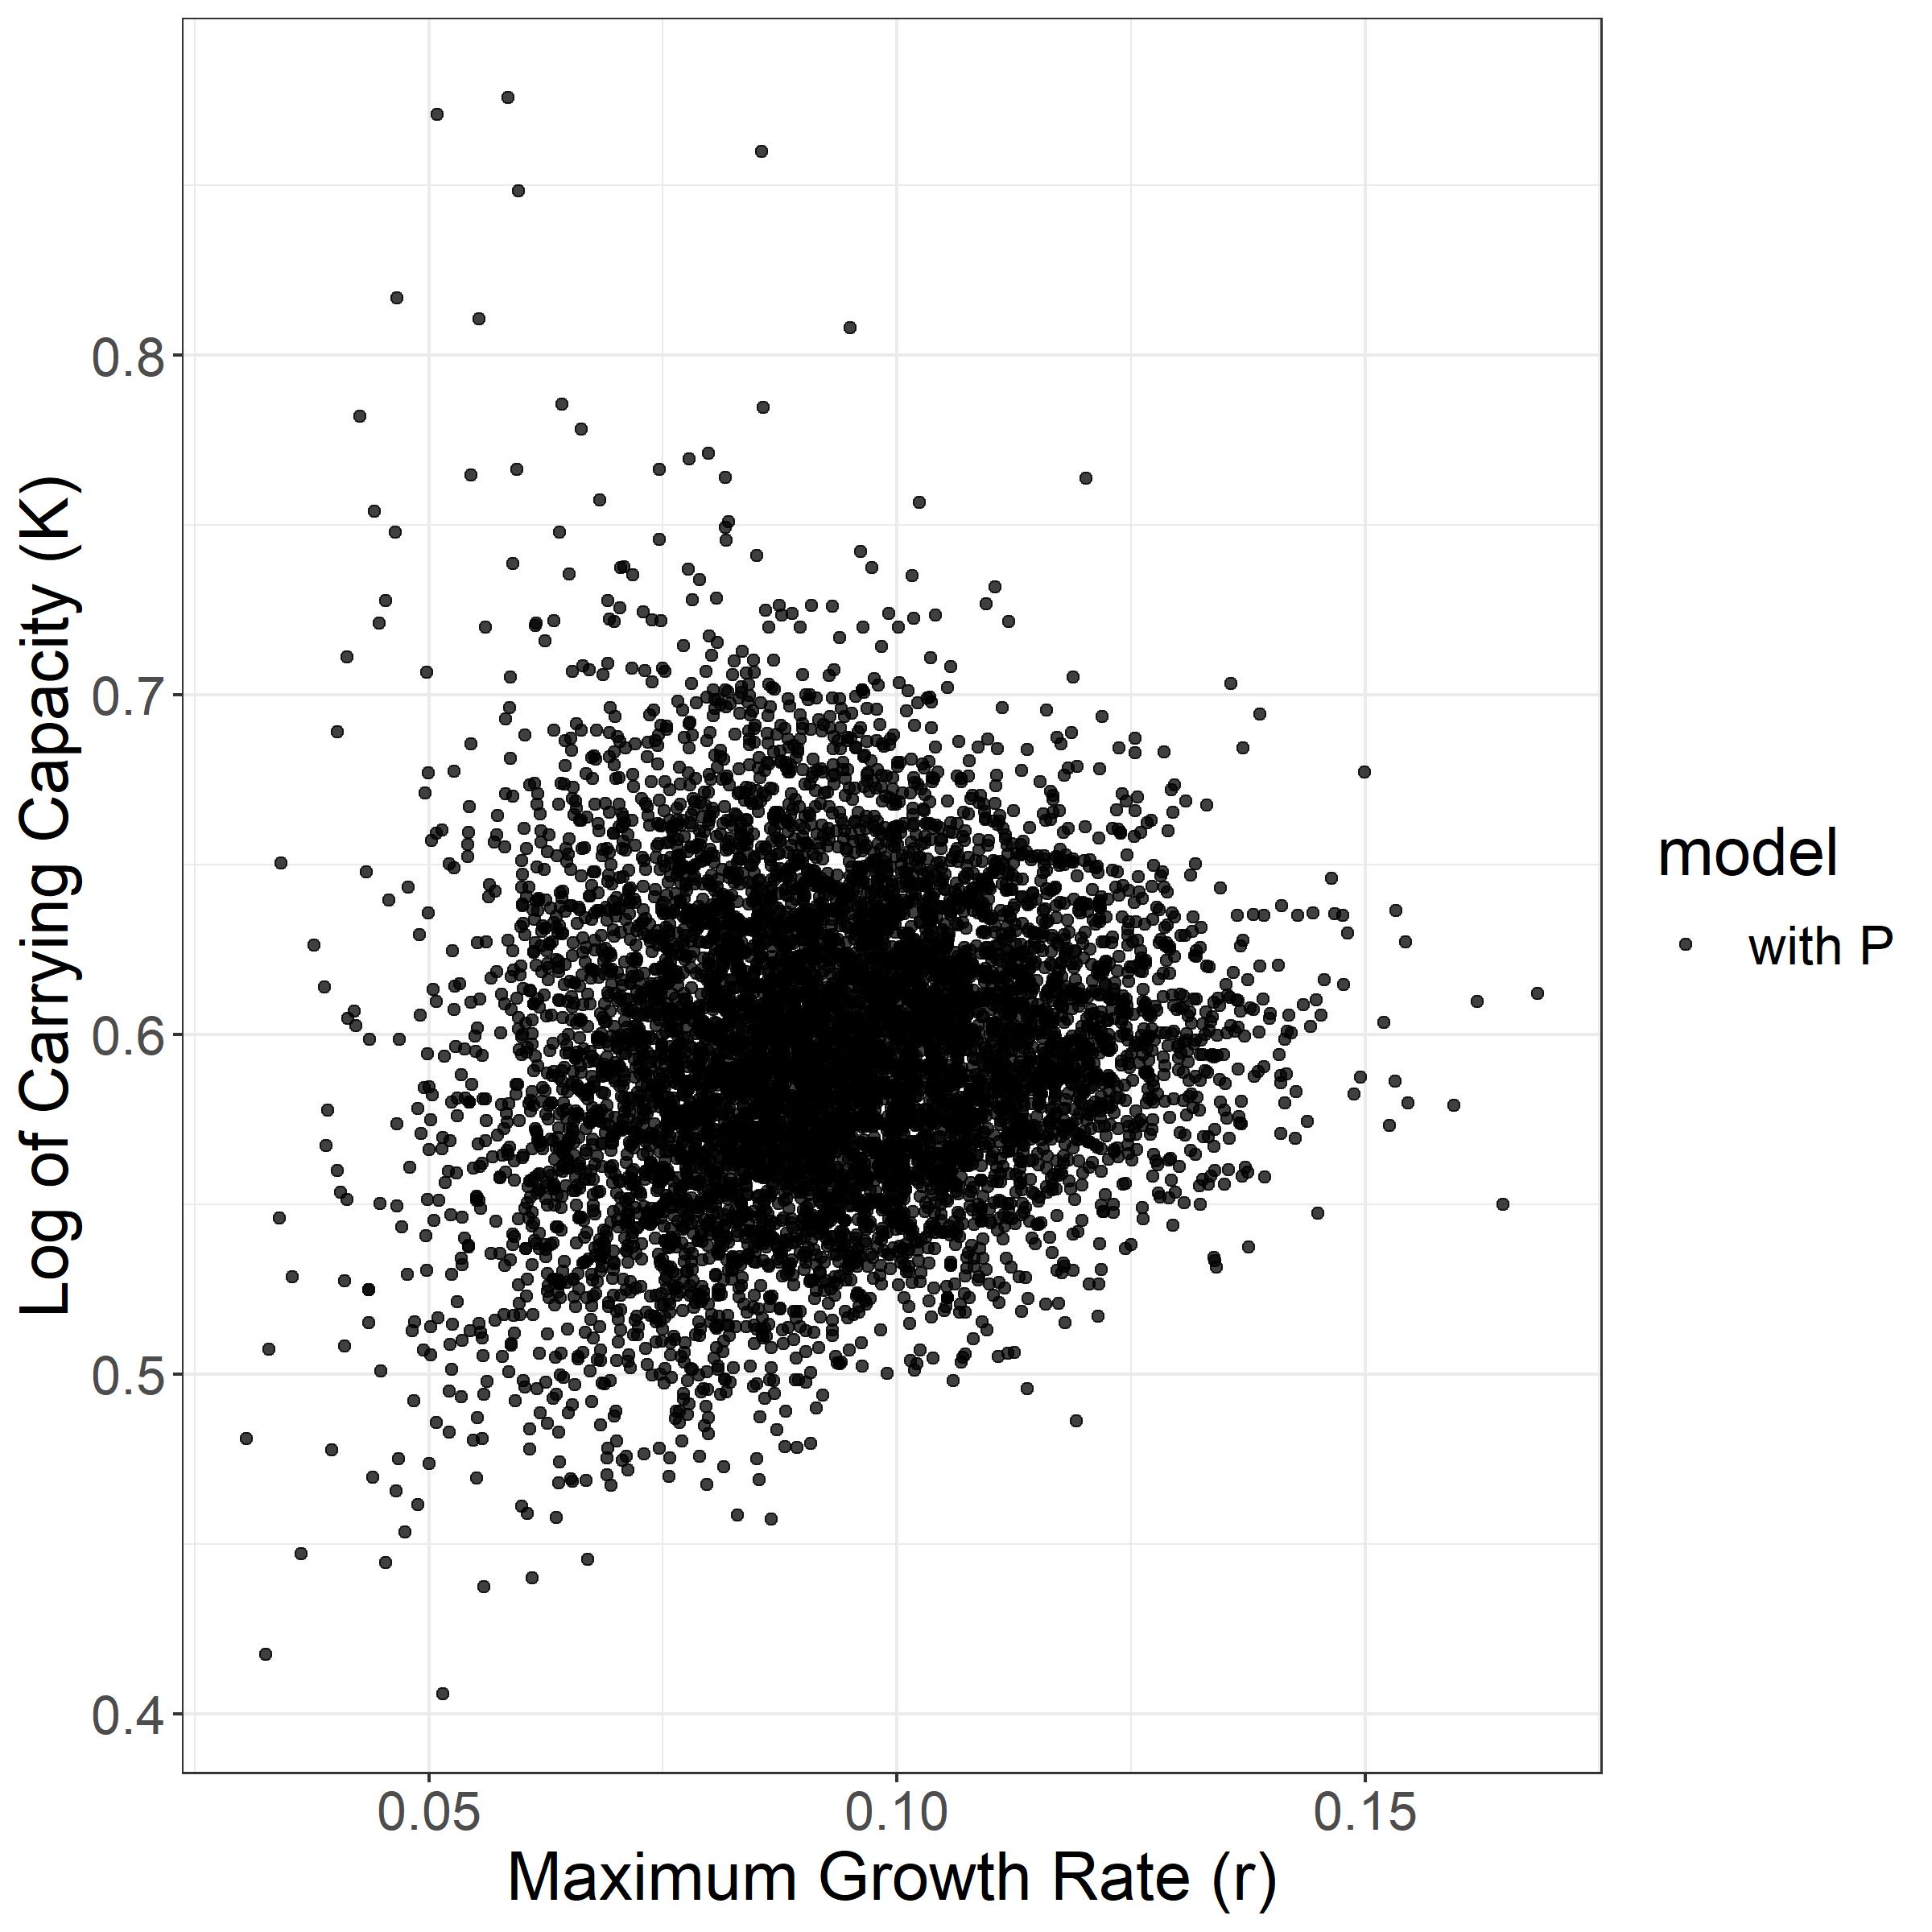 Log of Carrying Capacity (K)
0.8
0.7
0.6
0.5
0.4
0.05 0.10 0.15
Maximum Growth Rate (r)
model
with P